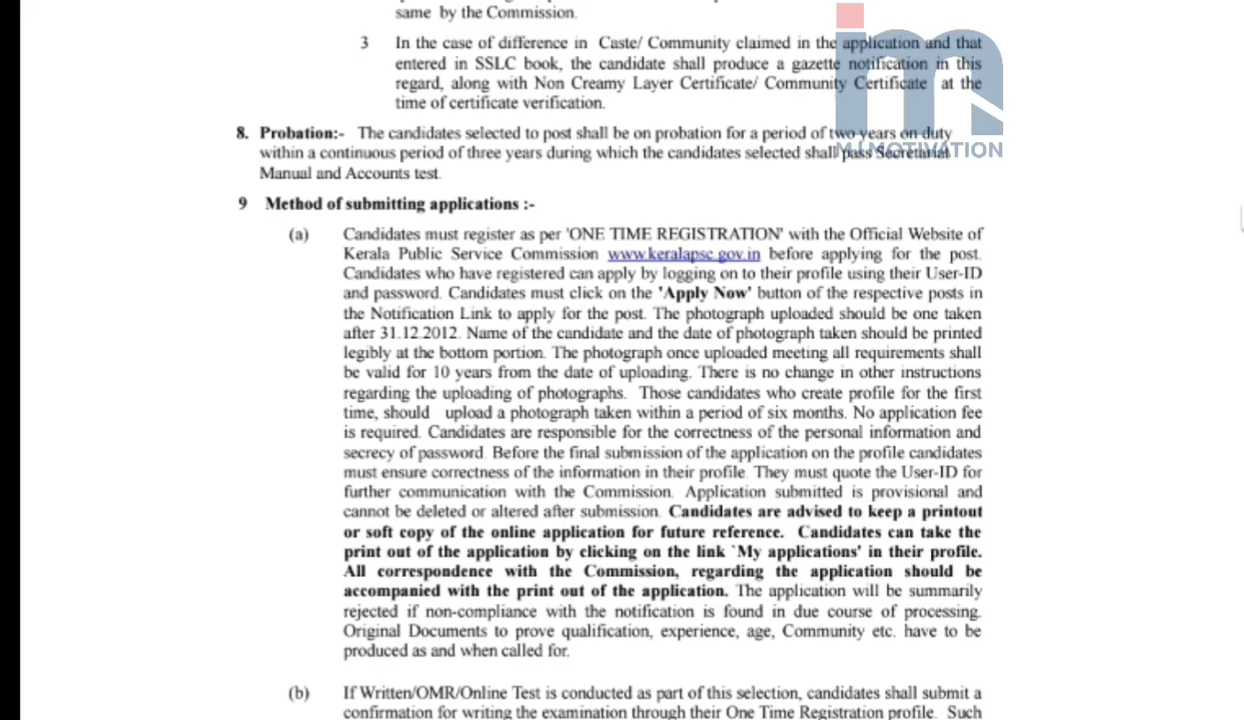 same by the Commission.
3 In the case of difference in Caste/ Community claimed in the application and that
entered in SSLC book, the candidate shall produce a gazette notification in this
regard, along with Non Creamy Layer Certificate/ Community Certificate at the
time of certificate verification.
8. Probation:- The candidates selected to post shall be on probation for a period of two years on duty
within a continuous period of three years during which the candidates selected shall pass Secretariat
Manual and Accounts test.
M J MOTIVATION
9 Method of submitting applications :-
(a) Candidates must register as per 'ONE TIME REGISTRATION' with the Official Website of
Kerala Public Service Commission www.keralapsc.gov.in before applying for the post.
Candidates who have registered can apply by logging on to their profile using their User-ID
and password. Candidates must click on the 'Apply Now' button of the respective posts in
the Notification Link to apply for the post. The photograph uploaded should be one taken
after 31.12.2012. Name of the candidate and the date of photograph taken should be printed
legibly at the bottom portion. The photograph once uploaded meeting all requirements shall
be valid for 10 years from the date of uploading. There is no change in other instructions
regarding the uploading of photographs. Those candidates who create profile for the first
time, should upload a photograph taken within a period of six months. No application fee
is required. Candidates are responsible for the correctness of the personal information and
secrecy of password. Before the final submission of the application on the profile candidates
must ensure correctness of the information in their profile. They must quote the User-ID for
further communication with the Commission. Application submitted is provisional and
cannot be deleted or altered after submission. Candidates are advised to keep a printout
or soft copy of the online application for future reference. Candidates can take the
print out of the application by clicking on the link `My applications' in their profile.
All correspondence with the Commission, regarding the application should be
accompanied with the print out of the application. The application will be summarily
rejected if non-compliance with the notification is found in due course of processing.
Original Documents to prove qualification, experience, age, Community etc. have to be
produced as and when called for.
(b) If Written/OMR/Online Test is conducted as part of this selection, candidates shall submit a
confirmation for writing the examination through their One Time Registration profile. Such